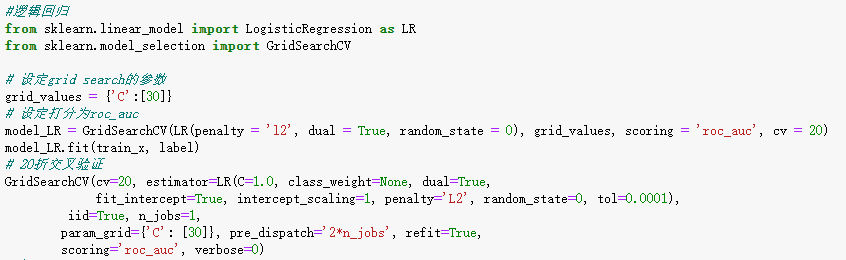 #逻辑回归
from sklearn.linear_model import LogisticRegression as LR
from sklearn.model_selection import GridSearchCV
# 设定grid search的参数
grid_values = {'C':[30]}
# 设定打分为roc_auc
model_LR = GridSearchCV(LR(penalty = 'l2', dual = True, random_state = 0), grid_values, scoring = 'roc_auc', cv = 20)
model_LR.fit(train_x, label)
# 20折交叉验证
GridSearchCV(cv=20, estimator=LR(C=1.0, class_weight=None, dual=True,
fit_intercept=True, intercept_scaling=1, penalty='L2', random_state=0, tol=0.0001),
iid=True, n_jobs=1,
param_grid={'C': [30]}, pre_dispatch='2*n_jobs', refit=True,
scoring='roc_auc', verbose=0)